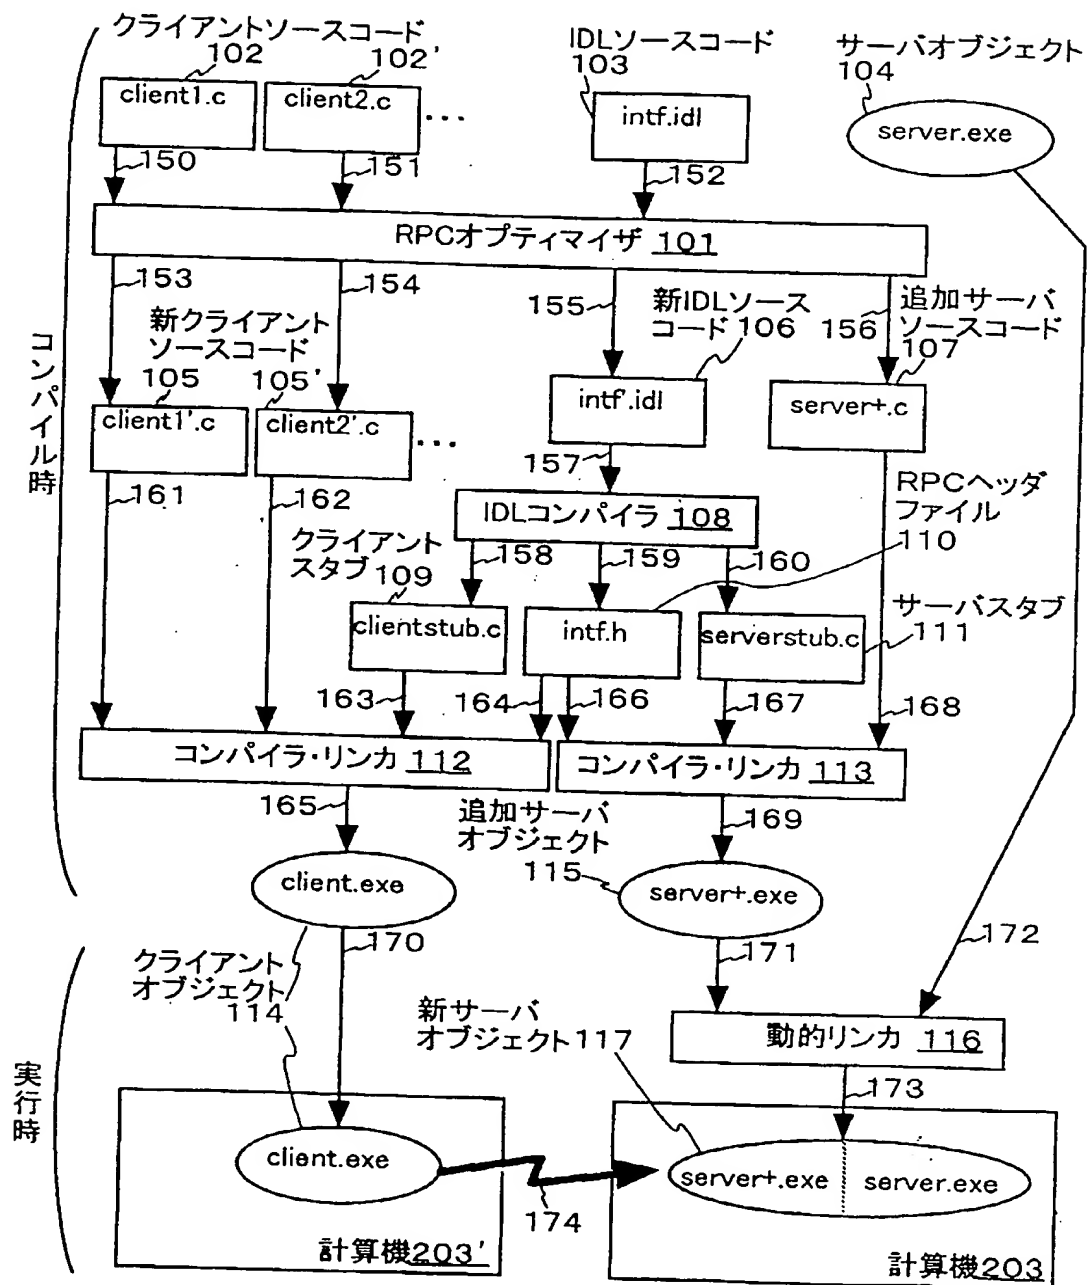 クライアントソースコード
102
102'
IDLソースコード
103
サーバオブジェクト
104
client1.c
client2.c
...
intf.idl
server.exe
150
151
152
RPCオプティマイザ 101
153
154
155
新IDLソース
コード106
156
追加サーバ
ソースコード
107
新クライアント
ソースコード
105
105'
client1'.c
client2'.c
...
intf'.idl
server+.c
157
161
162
IDLコンパイラ 108
RPCヘッダ
ファイル
110
クライアント
スタブ109
158
159
160
clientstub.c
intf.h
serverstub.c
サーバスタブ
111
163
164
166
167
168
コンパイラ・リンカ 112
コンパイラ・リンカ 113
165
追加サーバ
オブジェクト
115
169
client.exe
server+.exe
コンパイル時
170
171
172
クライアント
オブジェクト
114
新サーバ
オブジェクト117
動的リンカ 116
173
実行時
client.exe
server+.exe
server.exe
174
計算機203'
計算機203